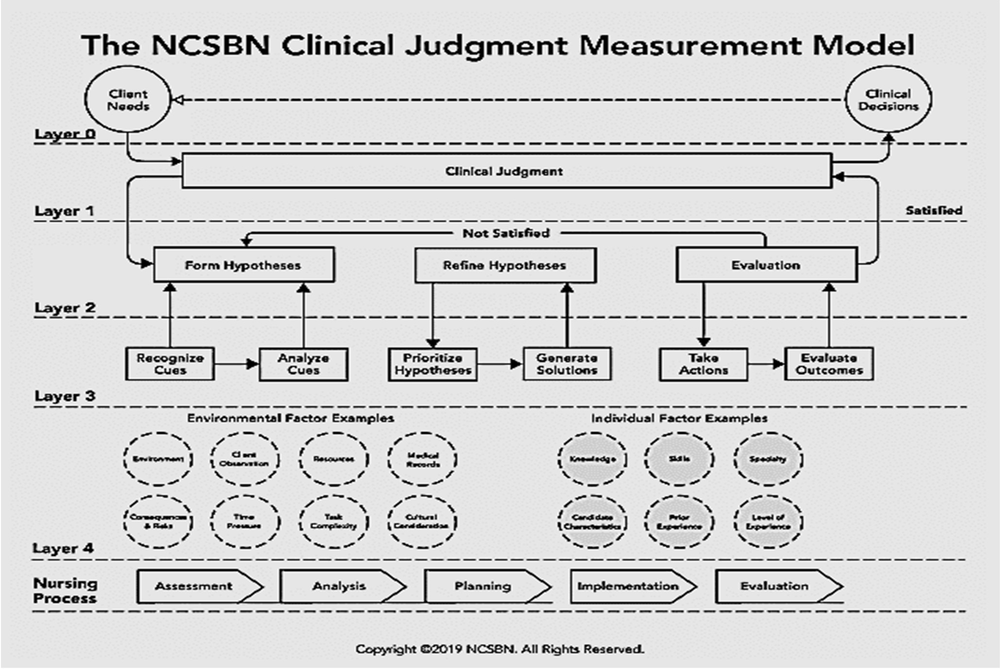 The NCSBN Clinical Judgment Measurement Model
Client
Needs
Clinical
Decisions
Layer 0
Clinical Judgment
Layer 1
Satisfied
Not Satisfied
Form Hypotheses
Refine Hypotheses
Evaluation
Layer 2
Recognize
Cues
Analyze
Cues
Prioritize
Hypotheses
Generate
Solutions
Take
Actions
Evaluate
Outcomes
Layer 3
Environmental Factor Examples
Individual Factor Examples
Environment
Client
Observation
Resources
Medical
Records
Knowledge
Skills
Specialty
Consequences
& Risks
Time
Pressure
Task
Complexity
Cultural
Consideration
Candidate
Characteristics
Prior
Experience
Level of
Experience
Layer 4
Nursing
Process
Assessment
Analysis
Planning
Implementation
Evaluation
Copyright ©2019 NCSBN. All Rights Reserved.